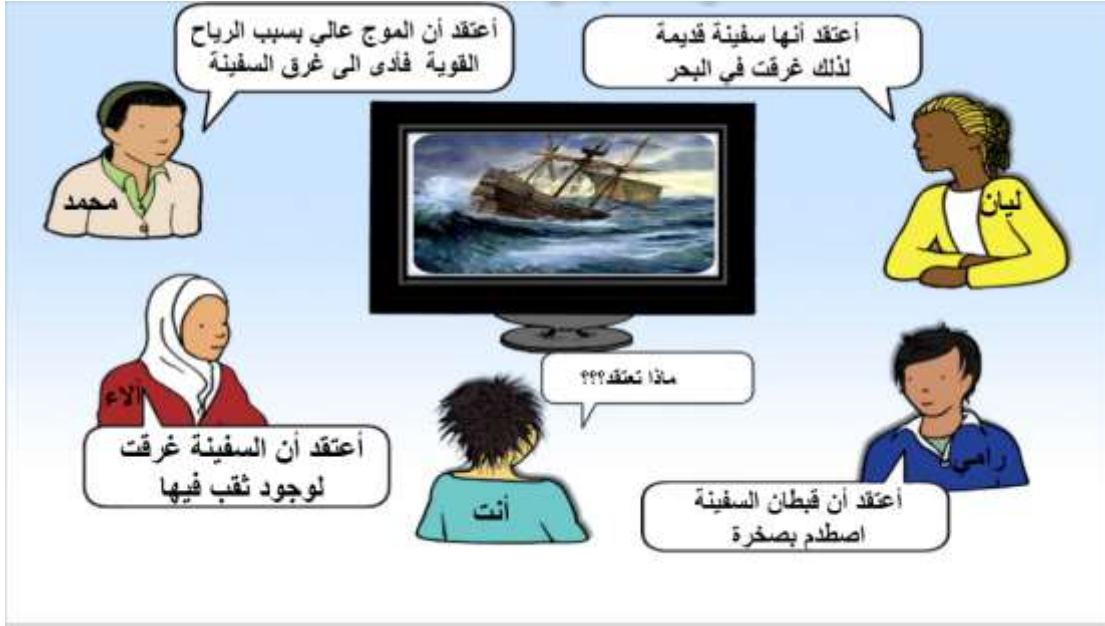 أعتقد أن الموج عالي بسبب الرياح
القوية فأدى الى غرق السفينة
محمد
أعتقد أنها سفينة قديمة
لذلك غرقت في البحر
ليان
الاء
أعتقد أن السفينة غرقت
لوجود ثقب فيها
ماذا تعتقد؟؟؟
أنت
رامي
أعتقد أن قبطان السفينة
اصطدم بصخرة